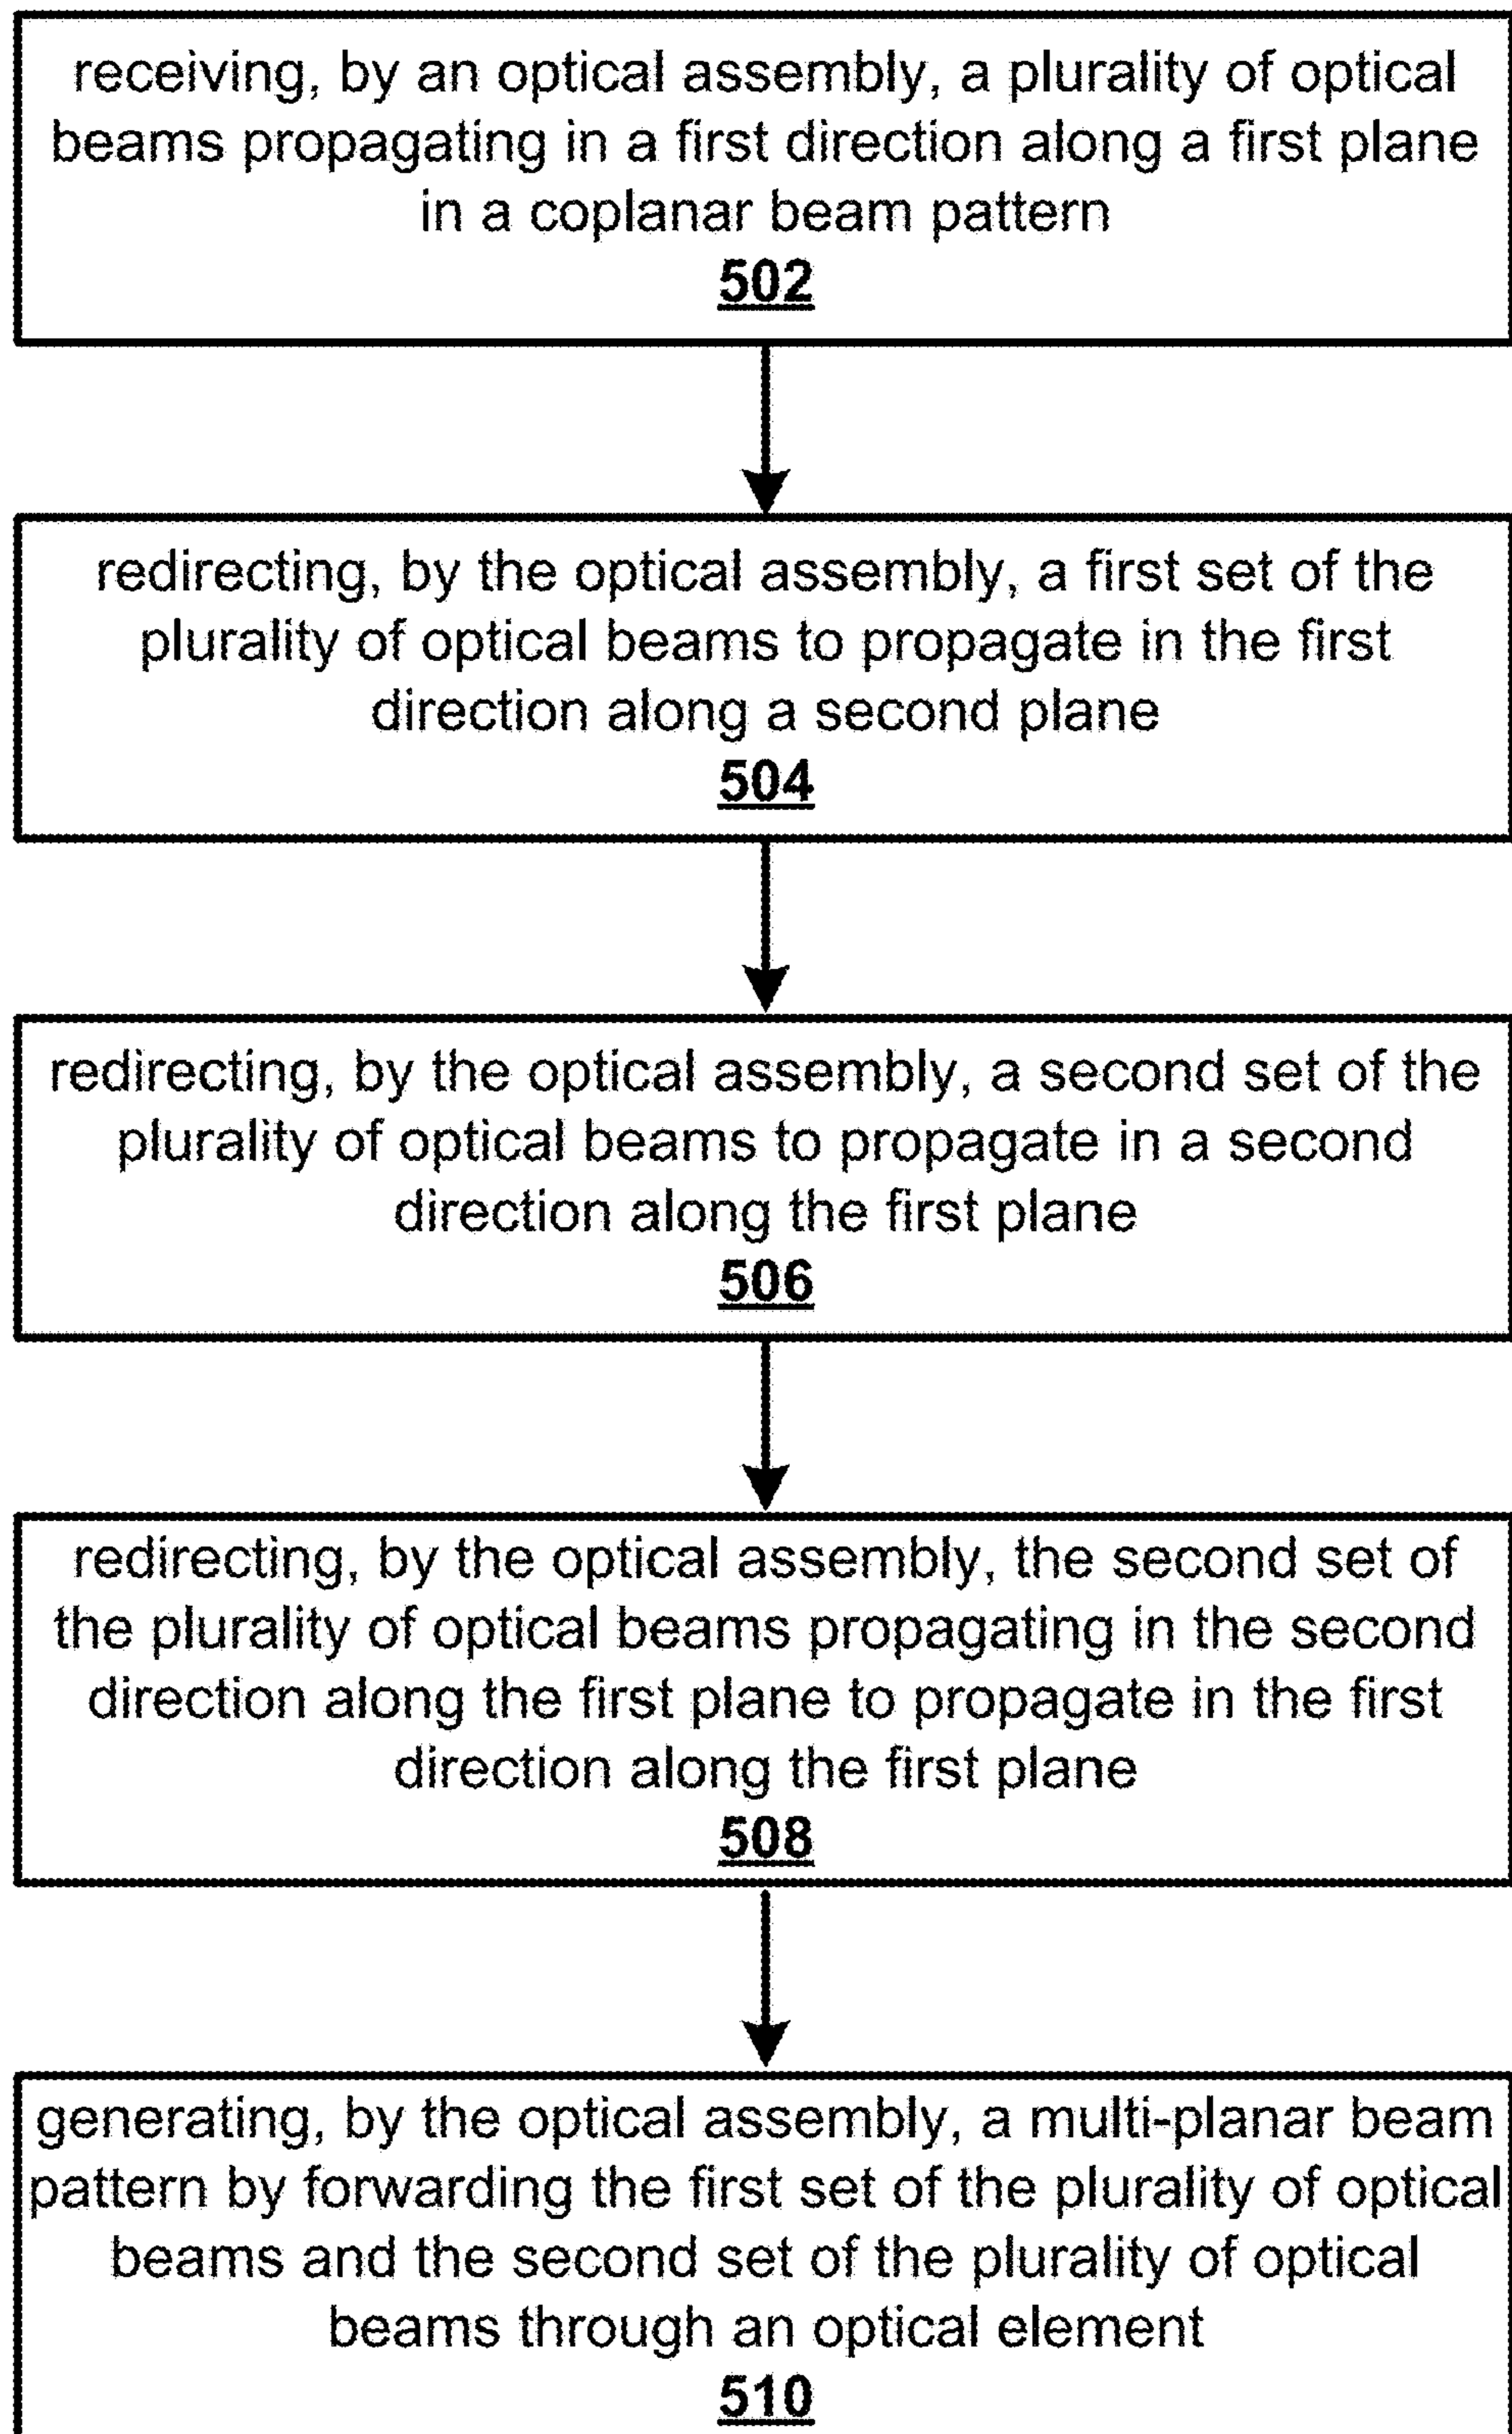 receiving, by an optical assembly, a plurality of optical
beams propagating in a first direction along a first plane
in a coplanar beam pattern
502
redirecting, by the optical assembly, a first set of the
plurality of optical beams to propagate in the first
direction along a second plane
504
redirecting, by the optical assembly, a second set of the
plurality of optical beams to propagate in a second
direction along the first plane
506
redirecting, by the optical assembly, the second set of
the plurality of optical beams propagating in the second
direction along the first plane to propagate in the first
direction along the first plane
508
generating, by the optical assembly, a multi-planar beam
pattern by forwarding the first set of the plurality of optical
beams and the second set of the plurality of optical
beams through an optical element
510